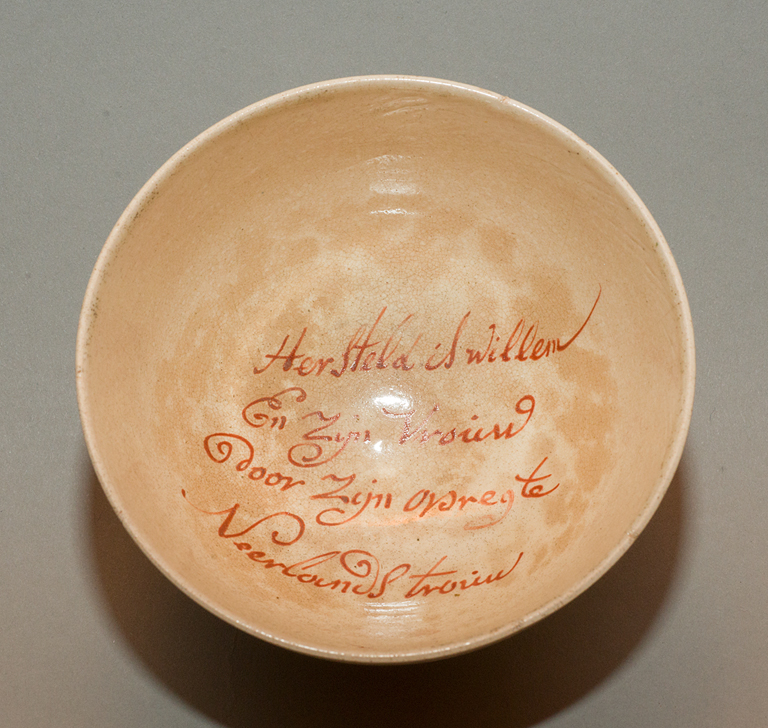 Hersteld is willem
En Zijn Vrouw
door Zijn opregte
Neerlands trouw